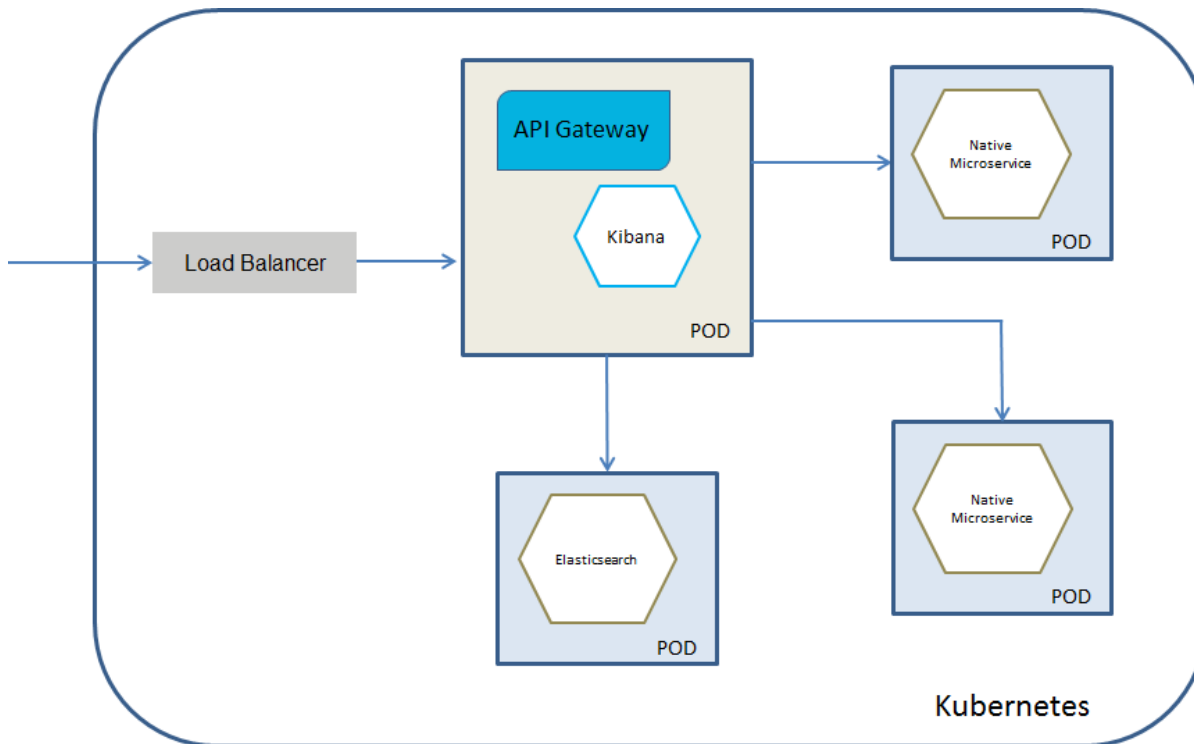 API Gateway
Kibana
POD
Load Balancer
Native
Microservice
POD
Native
Microservice
POD
Elasticsearch
POD
Kubernetes